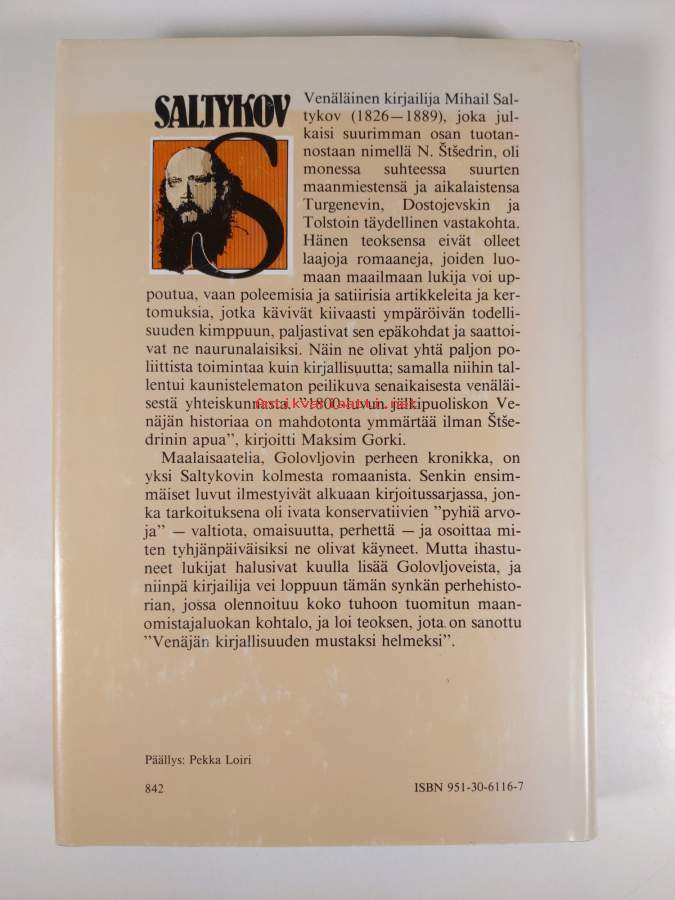 SALTYKOV
S
Venäläinen kirjailija Mihail Sal-
tykov (1826—1889), joka jul-
kaisi suurimman osan tuotan-
nostaan nimellä N. Štšedrin, oli
monessa suhteessa suurten
maanmiestensä ja aikalaistensa
Turgenevin, Dostojevskin ja
Tolstoin täydellinen vastakohta.
Hänen teoksensa eivät olleet
laajoja romaaneja, joiden luo-
maan maailmaan lukija voi up-
poutua, vaan poleemisia ja satiirisia artikkeleita ja ker-
tomuksia, jotka kävivät kiivaasti ympäröivän todelli-
suuden kimppuun, paljastivat sen epäkohdat ja saattoi-
vat ne naurunalaisiksi. Näin ne olivat yhtä paljon po-
liittista toimintaa kuin kirjallisuutta; samalla niihin tal-
lentui kaunistelematon peilikuva senaikaisesta venäläi-
sestä yhteiskunnasta. ”1800-luvun jälkipuoliskon Ve-
näjän historiaa on mahdotonta ymmärtää ilman Štše-
drinin apua”, kirjoitti Maksim Gorki.
Maalaisaatelia, Golovljovin perheen kronikka, on
yksi Saltykovin kolmesta romaanista. Senkin ensim-
mäiset luvut ilmestyivät alkuaan kirjoitussarjassa, jon-
ka tarkoituksena oli ivata konservatiivien ”pyhiä arvo-
ja” — valtiota, omaisuutta, perhettä — ja osoittaa mi-
ten tyhjänpäiväisiksi ne olivat käyneet. Mutta ihastu-
neet lukijat halusivat kuulla lisää Golovljoveista, ja
niinpä kirjailija vei loppuun tämän synkän perhehisto-
rian, jossa olennoituu koko tuhoon tuomitun maan-
omistajaluokan kohtalo, ja loi teoksen, jota on sanottu
”Venäjän kirjallisuuden mustaksi helmeksi”.
Päällys: Pekka Loiri
842
ISBN 951-30-6116-7